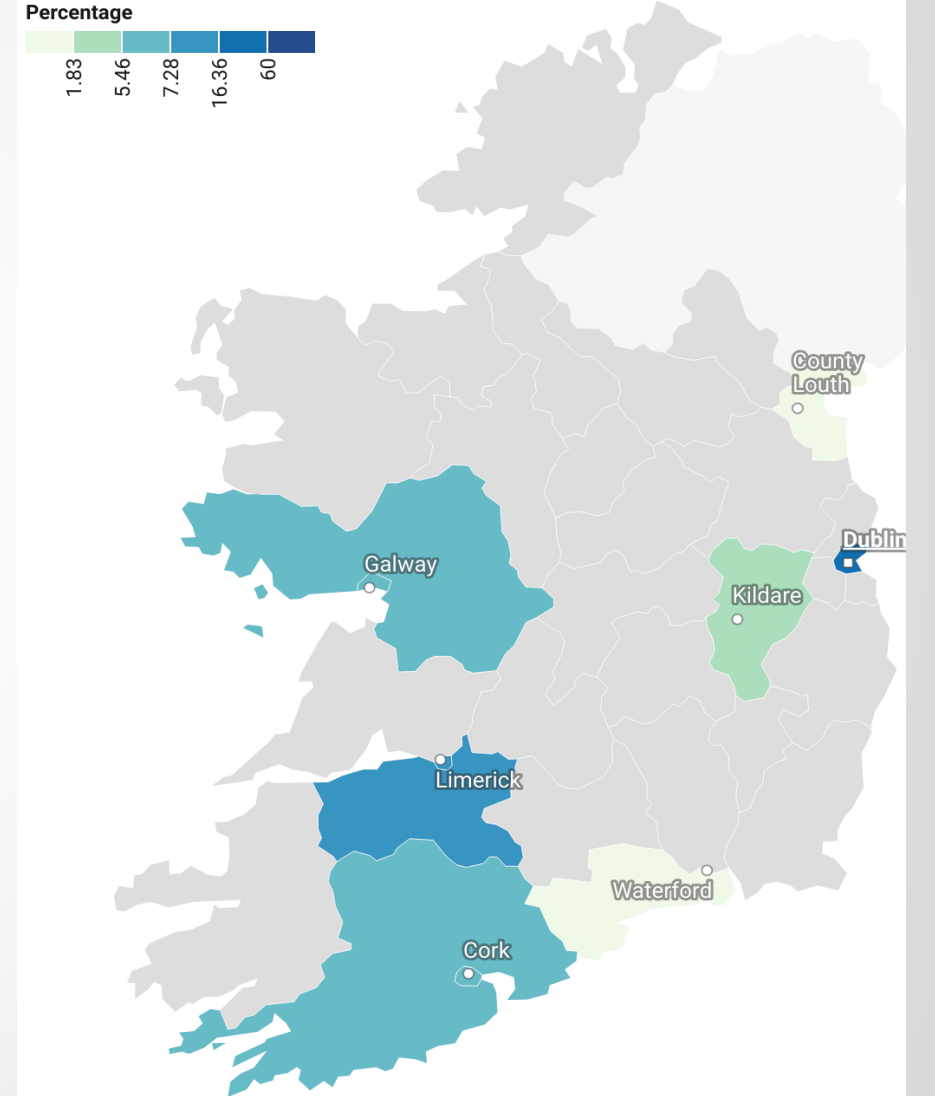 Percentage
1.83
5.46
7.28
16.36
60
County
Louth
Dublin
Galway
Kildare
Limerick
Waterford
Cork